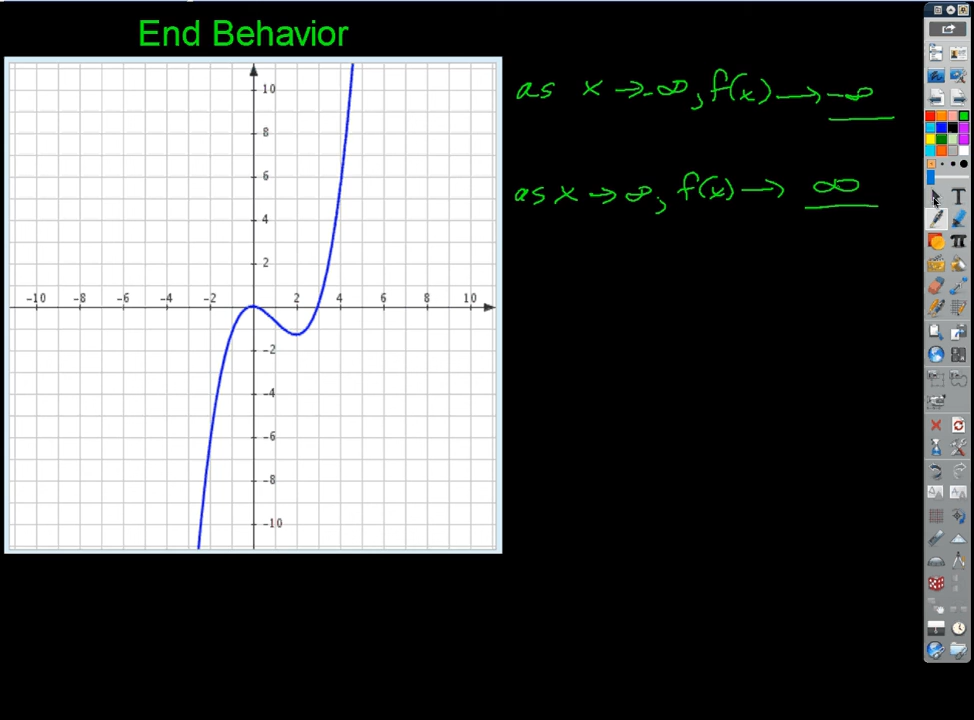 End Behavior
as x → -∞, f(x) → -∞
as x → ∞, f(x) → ∞
10
8
6
4
2
-10 -8 -6 -4 -2 2 4 6 8 10
-2
-4
-6
-8
-10
T
π